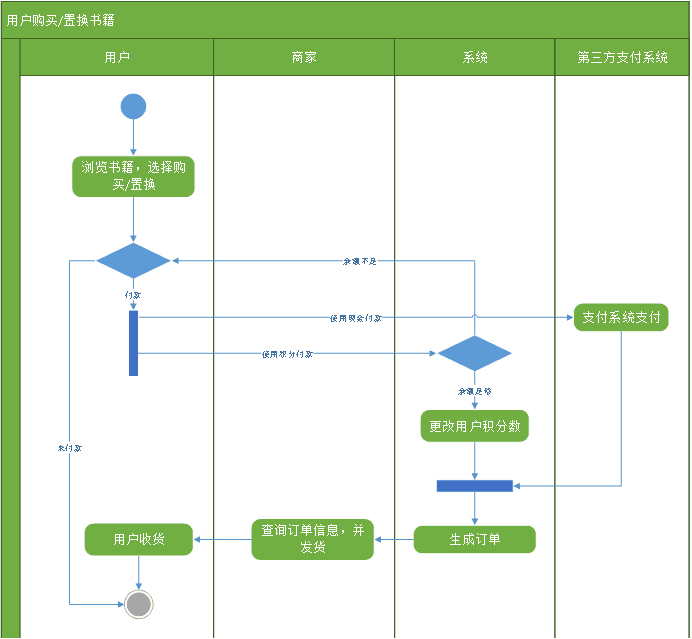 用户购买/置换书籍
用户
商家
系统
第三方支付系统
浏览书籍，选择购
买/置换
余额不足
付款
使用现金付款
支付系统支付
使用积分付款
余额足够
更改用户积分数
未付款
用户收货
查询订单信息，并
发货
生成订单